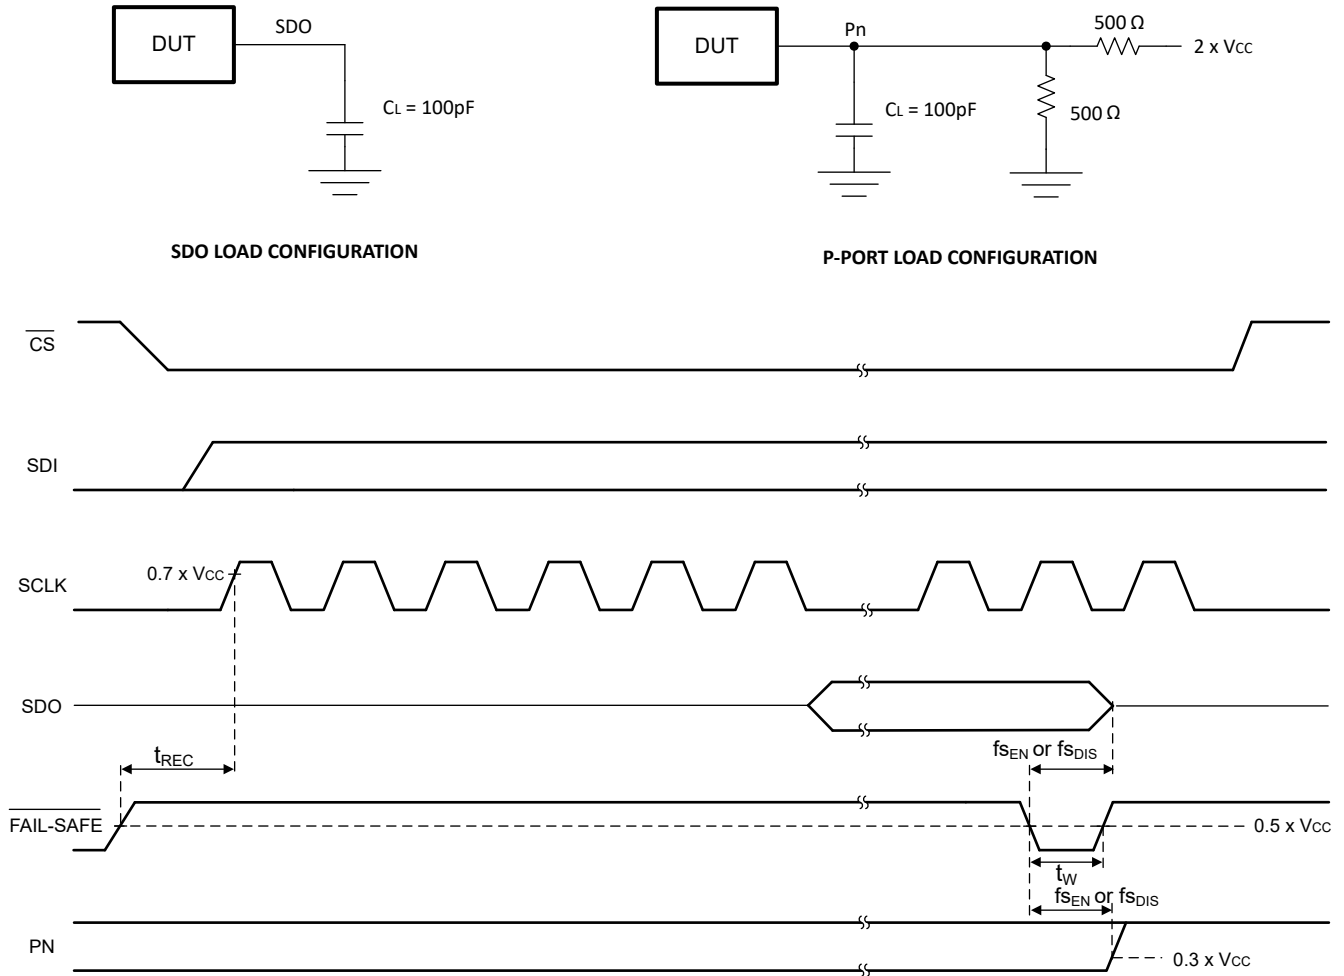 DUT
SDO
CL = 100pF
SDO LOAD CONFIGURATION
DUT
Pn
500 Ω
2 x VCC
CL = 100pF
500 Ω
P-PORT LOAD CONFIGURATION
CS
SDI
SCLK
0.7 x VCC
SDO
tREC
fsEN or fsDIS
FAIL-SAFE
0.5 x VCC
tW
fsEN or fsDIS
PN
0.3 x VCC